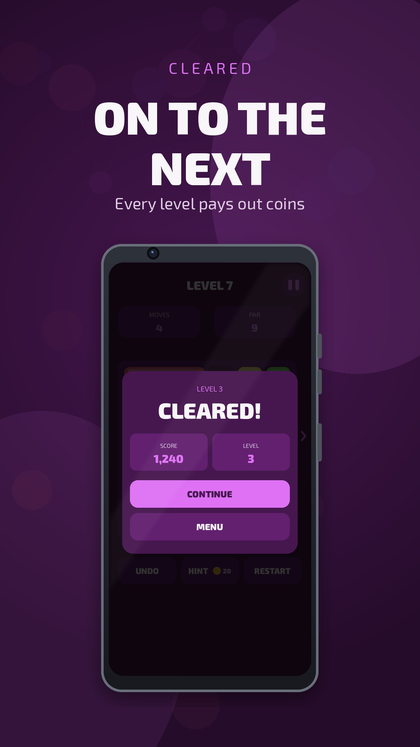 CLEARED
ON TO THE
NEXT
Every level pays out coins
LEVEL 7
MOVES
PAR
4
9
LEVEL 3
CLEARED!
SCORE
LEVEL
1,240
3
CONTINUE
MENU
UNDO
HINT 20
RESTART